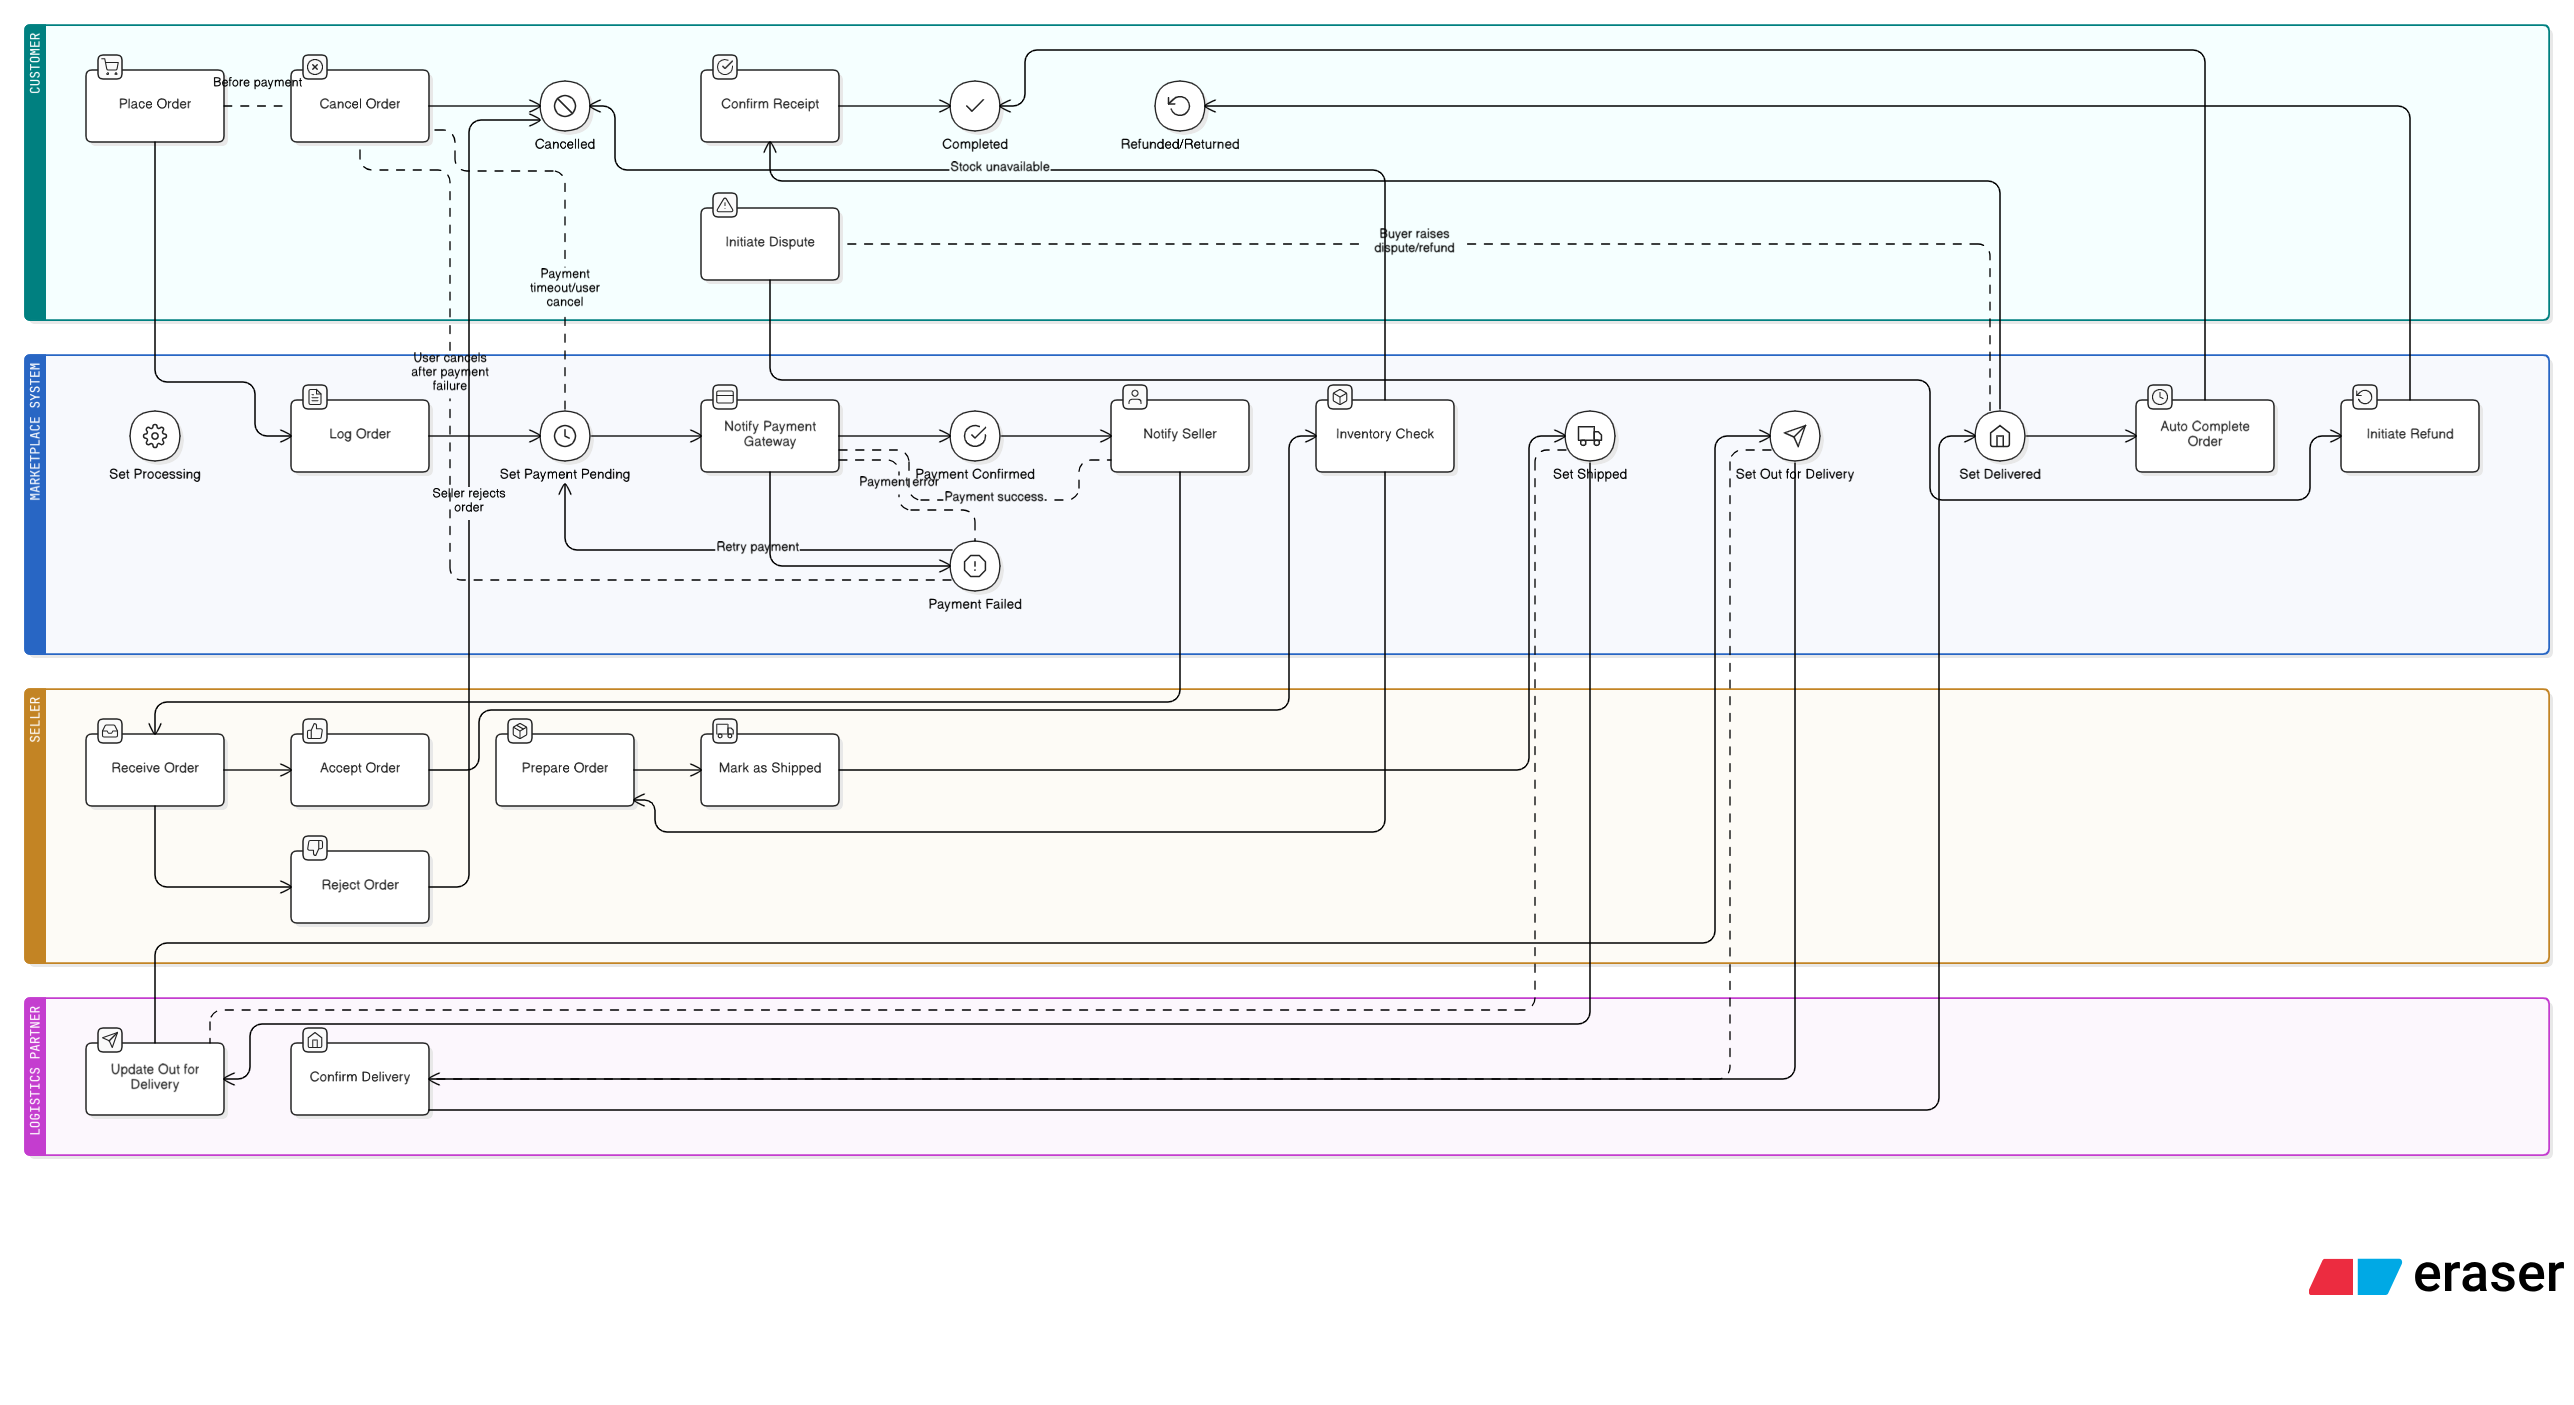 CUSTOMER
Place Order
Before payment
Cancel Order
Cancelled
Confirm Receipt
Completed
Refunded/Returned
Stock unavailable
Initiate Dispute
Buyer raises
dispute/refund
Payment
timeout/user
cancel
MARKETPLACE SYSTEM
User cancels
after payment
failure
Set Processing
Log Order
Set Payment Pending
Notify Payment
Gateway
Payment Confirmed
Notify Seller
Inventory Check
Set Shipped
Set Out for Delivery
Set Delivered
Auto Complete
Order
Initiate Refund
Payment error
Payment success.
Seller rejects
order
Retry payment
Payment Failed
SELLER
Receive Order
Accept Order
Prepare Order
Mark as Shipped
Reject Order
LOGISTICS PARTNER
Update Out for
Delivery
Confirm Delivery
eraser